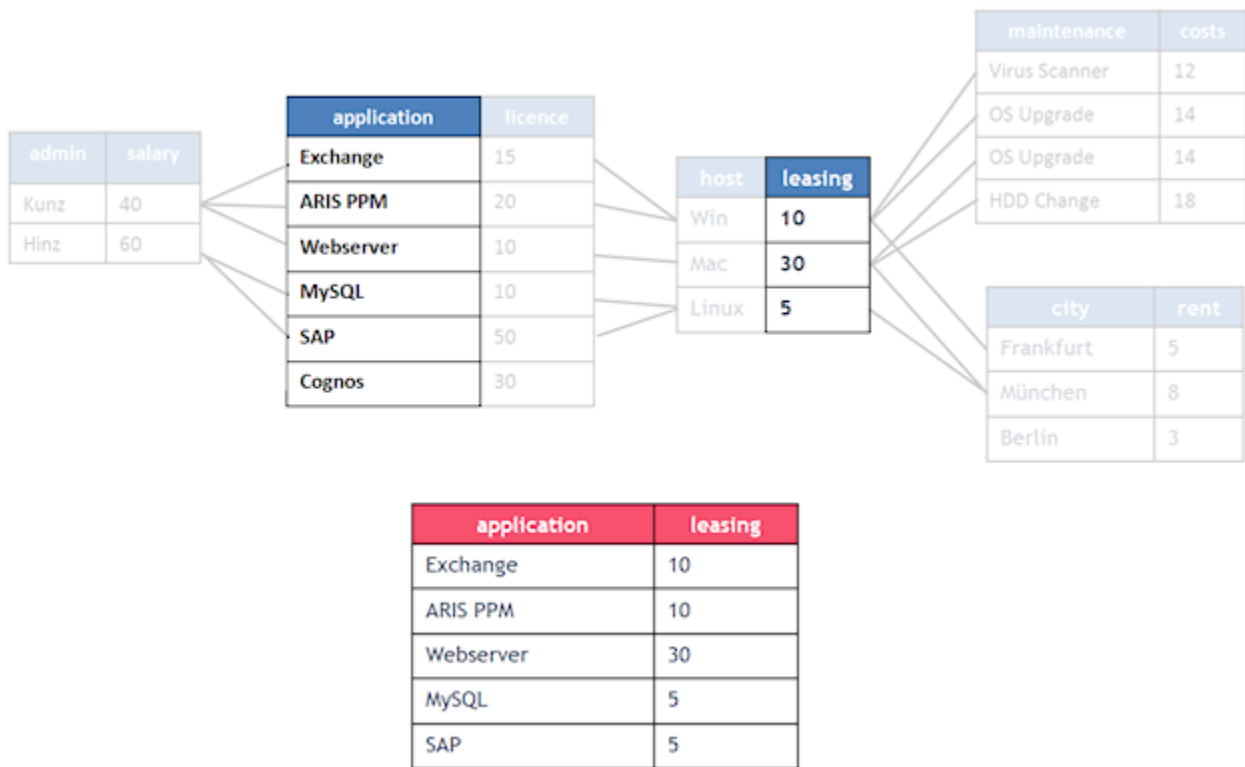 maintenance costs
Virus Scanner 12
OS Upgrade 14
OS Upgrade 14
HDD Change 18
admin salary
Kunz 40
Hinz 60
application licence
Exchange 15
ARIS PPM 20
Webserver 10
MySQL 10
SAP 50
Cognos 30
host leasing
Win 10
Mac 30
Linux 5
city rent
Frankfurt 5
München 8
Berlin 3
application leasing
Exchange 10
ARIS PPM 10
Webserver 30
MySQL 5
SAP 5